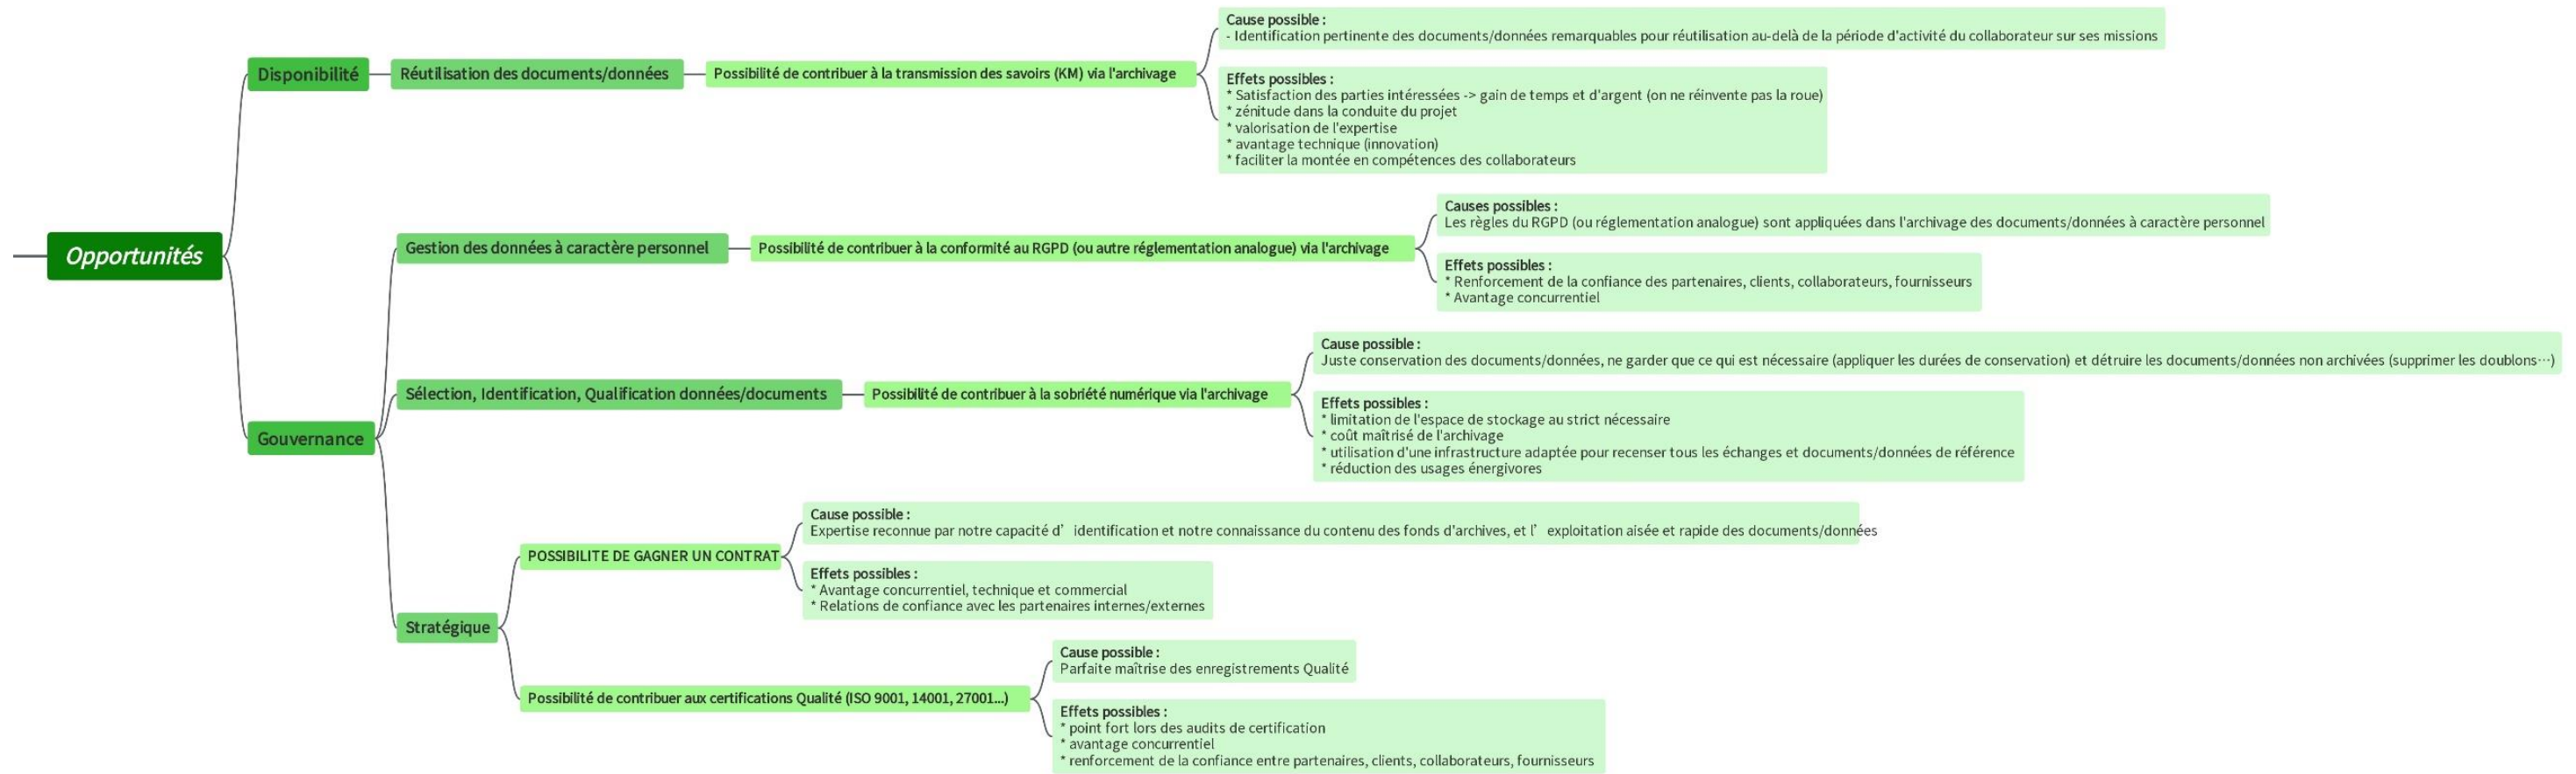 Opportunités
Disponibilité
Réutilisation des documents/données
Possibilité de contribuer à la transmission des savoirs (KM) via l'archivage
Cause possible :
- Identification pertinente des documents/données remarquables pour réutilisation au-delà de la période d'activité du collaborateur sur ses missions
Effets possibles :
* Satisfaction des parties intéressées -> gain de temps et d'argent (on ne réinvente pas la roue)
* zénitude dans la conduite du projet
* valorisation de l'expertise
* avantage technique (innovation)
* faciliter la montée en compétences des collaborateurs
Gouvernance
Gestion des données à caractère personnel
Possibilité de contribuer à la conformité au RGPD (ou autre réglementation analogue) via l'archivage
Causes possibles :
Les règles du RGPD (ou réglementation analogue) sont appliquées dans l'archivage des documents/données à caractère personnel
Effets possibles :
* Renforcement de la confiance des partenaires, clients, collaborateurs, fournisseurs
* Avantage concurrentiel
Sélection, Identification, Qualification données/documents
Possibilité de contribuer à la sobriété numérique via l'archivage
Cause possible :
Juste conservation des documents/données, ne garder que ce qui est nécessaire (appliquer les durées de conservation) et détruire les documents/données non archivées (supprimer les doublons…)
Effets possibles :
* limitation de l'espace de stockage au strict nécessaire
* coût maîtrisé de l'archivage
* utilisation d'une infrastructure adaptée pour recenser tous les échanges et documents/données de référence
* réduction des usages énergivores
Stratégique
POSSIBILITE DE GAGNER UN CONTRAT
Cause possible :
Expertise reconnue par notre capacité d’identification et notre connaissance du contenu des fonds d'archives, et l’exploitation aisée et rapide des documents/données
Effets possibles :
* Avantage concurrentiel, technique et commercial
* Relations de confiance avec les partenaires internes/externes
Possibilité de contribuer aux certifications Qualité (ISO 9001, 14001, 27001...)
Cause possible :
Parfaite maîtrise des enregistrements Qualité
Effets possibles :
* point fort lors des audits de certification
* avantage concurrentiel
* renforcement de la confiance entre partenaires, clients, collaborateurs, fournisseurs